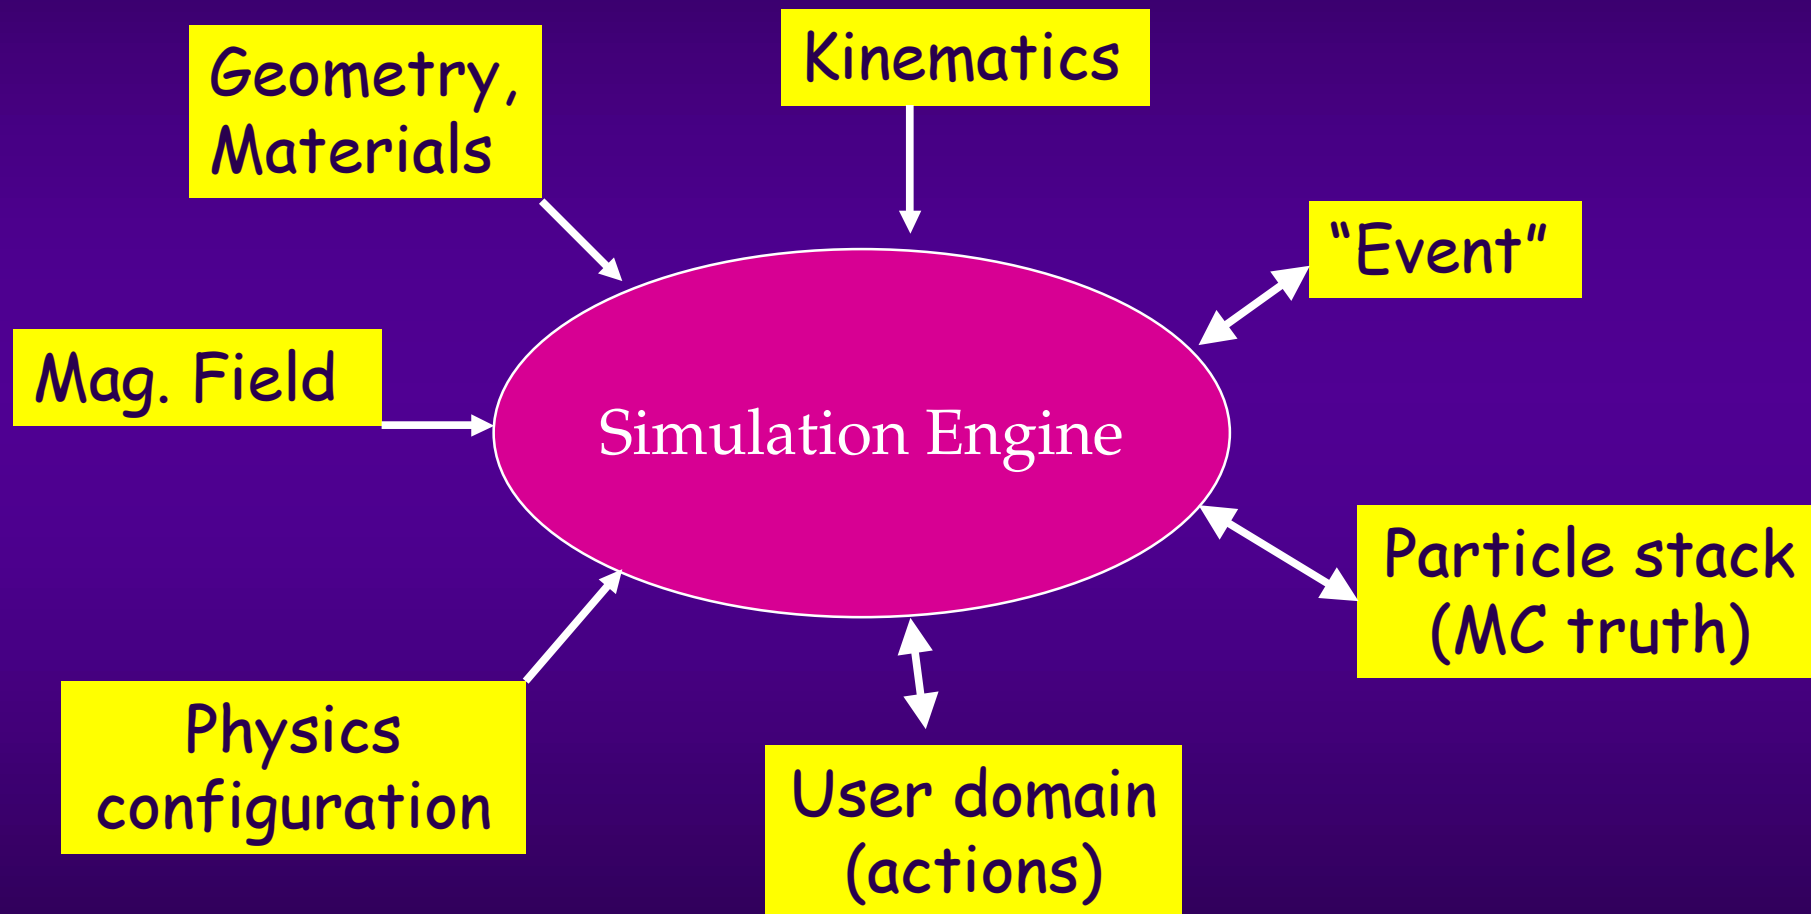 Geometry,
Materials
Kinematics
“Event”
Mag. Field
Simulation Engine
Particle stack
(MC truth)
Physics
configuration
User domain
(actions)